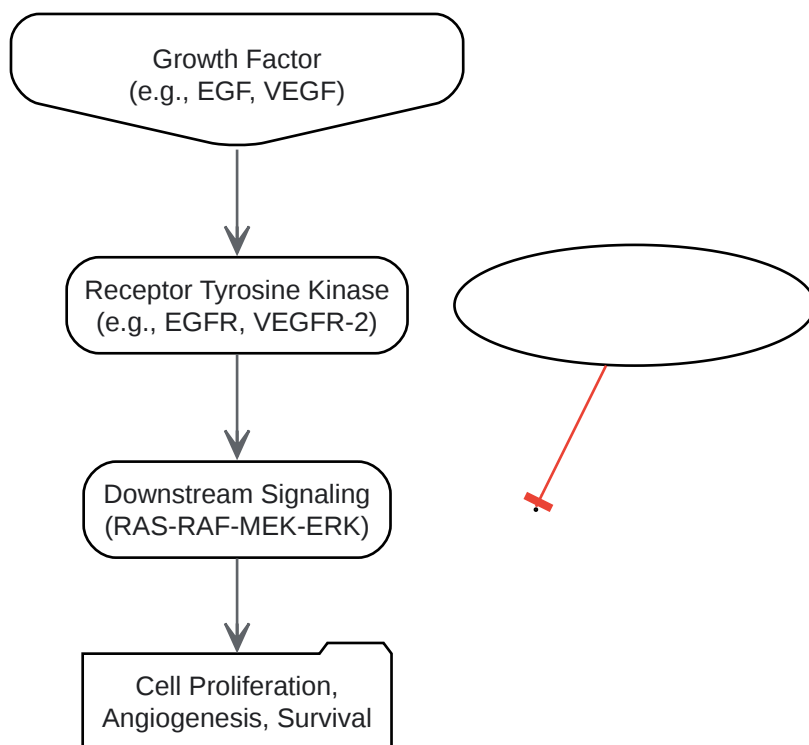 Growth Factor
(e.g., EGF, VEGF)
Receptor Tyrosine Kinase
(e.g., EGFR, VEGFR-2)
Downstream Signaling
(RAS-RAF-MEK-ERK)
Cell Proliferation,
Angiogenesis, Survival